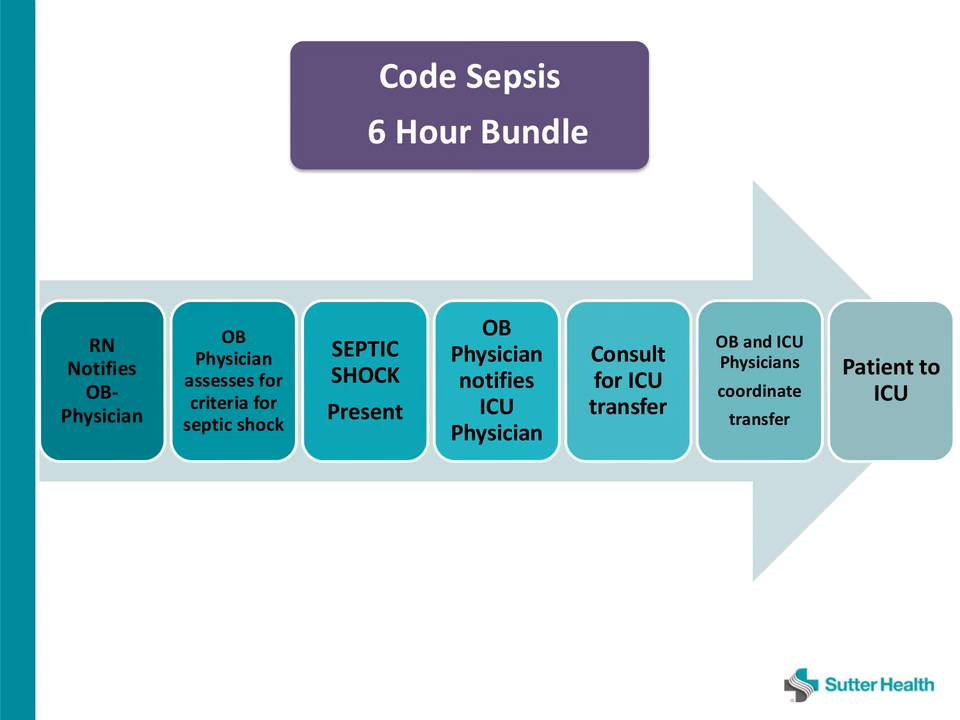 Code Sepsis
6 Hour Bundle
RN
Notifies
OB-
Physician
OB
Physician
assesses for
criteria for
septic shock
SEPTIC
SHOCK
Present
OB
Physician
notifies
ICU
Physician
Consult
for ICU
transfer
OB and ICU
Physicians
coordinate
transfer
Patient to
ICU
Sutter Health